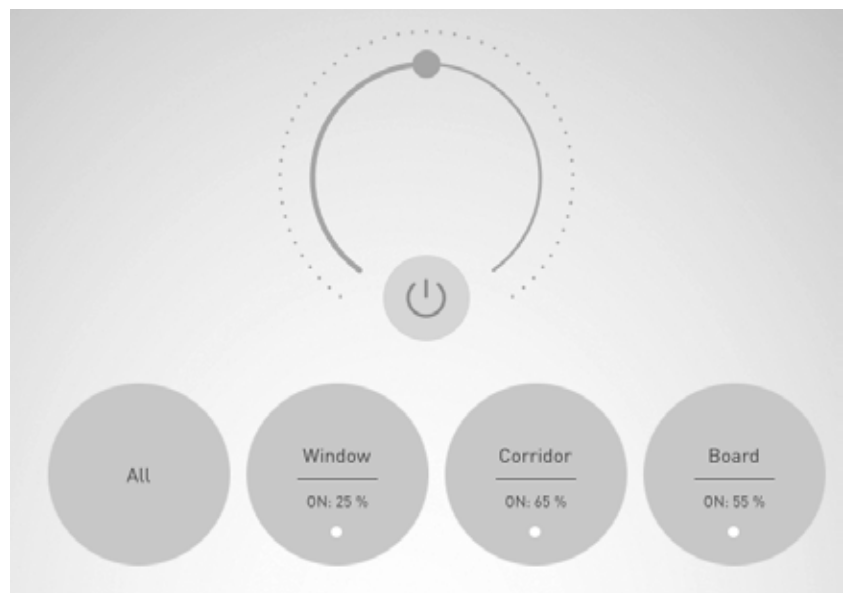 All
Window
ON: 25 %
Corridor
ON: 65 %
Board
ON: 55 %